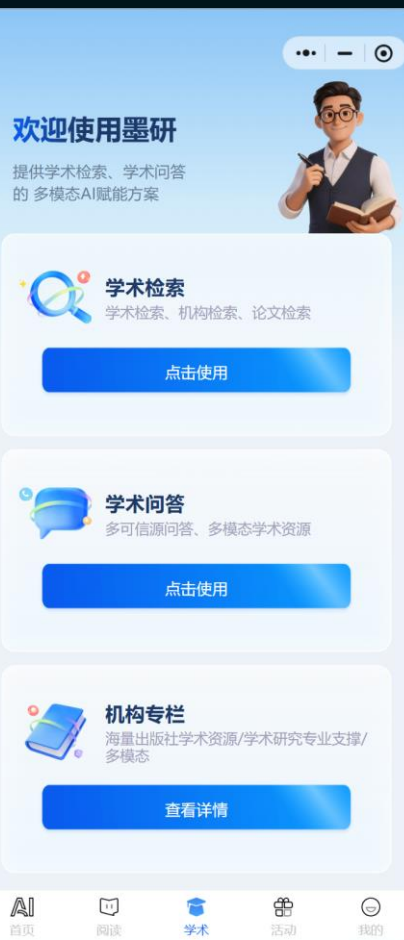 欢迎使用墨研
提供学术检索、学术问答
的 多模态AI赋能方案
学术检索
学术检索、机构检索、论文检索
点击使用
学术问答
多可信源问答、多模态学术资源
点击使用
机构专栏
海量出版社学术资源/学术研究专业支撑/
多模态
查看详情
AI
首页
阅读
学术
活动
我的